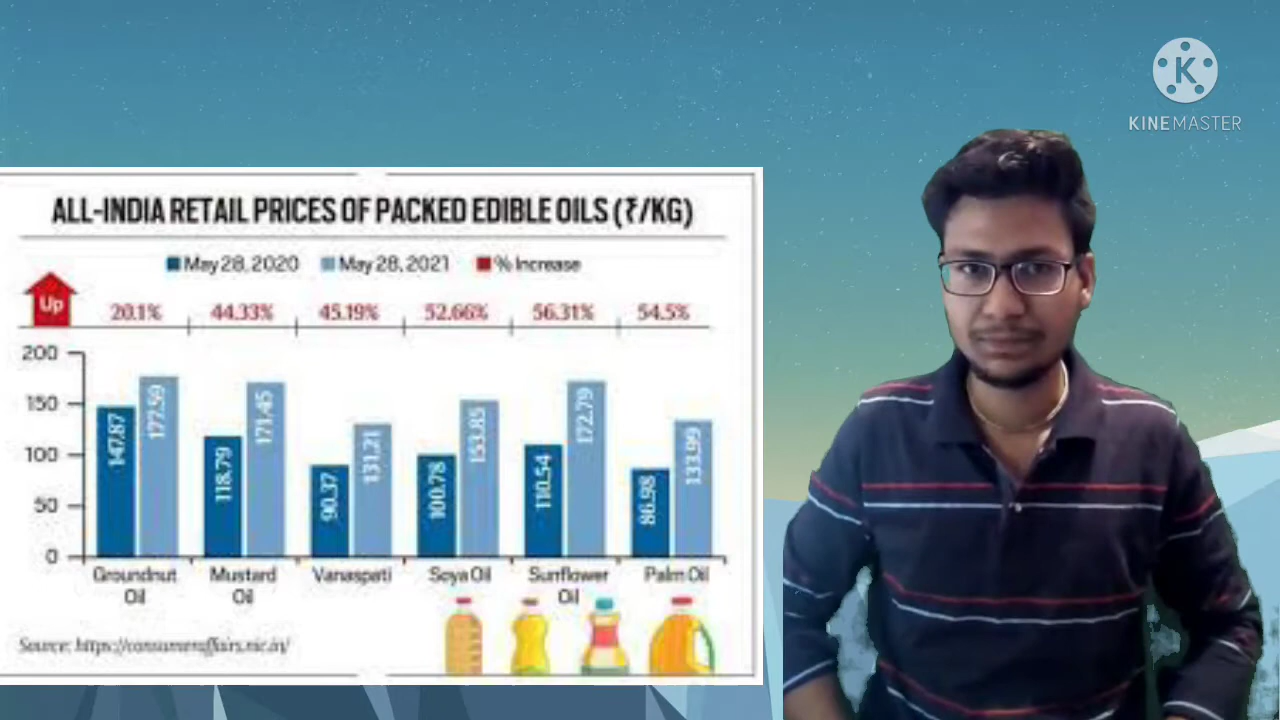 KINEMASTER
ALL-INDIA RETAIL PRICES OF PACKED EDIBLE OILS (₹/KG)
May 28, 2020 May 28, 2021 % Increase
Up 20.1% 44.33% 45.19% 52.66% 56.31% 54.5%
200
150
100
50
0
147.87 177.59 118.79 171.45 90.37 131.21 100.78 153.85 110.54 172.79 86.98 133.99
Groundnut Mustard Vanaspati Soya Oil Sunflower Palm Oil
Oil Oil Oil
Source: https://consumeraffairs.nic.in/